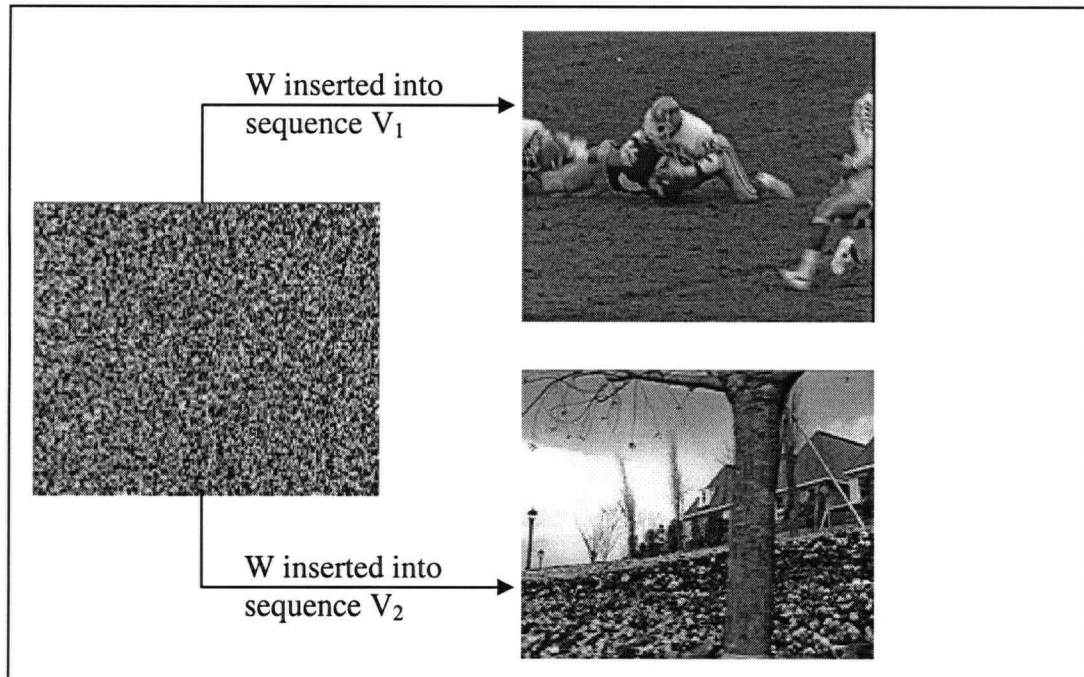 W inserted into
sequence V₁
W inserted into
sequence V₂